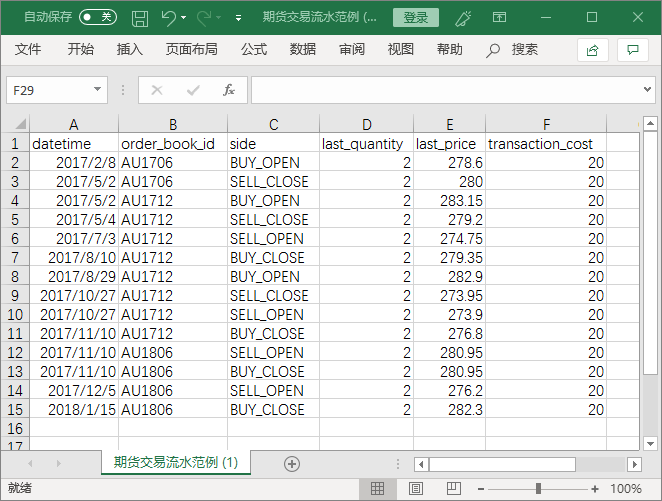 自动保存 关 期货交易流水范例 (... 登录
文件 开始 插入 页面布局 公式 数据 审阅 视图 帮助 搜索
F29 fx
A B C D E F
1 datetime order_book_id side last_quantity last_price transaction_cost
2 2017/2/8 AU1706 BUY_OPEN 2 278.6 20
3 2017/5/2 AU1706 SELL_CLOSE 2 280 20
4 2017/5/2 AU1712 BUY_OPEN 2 283.15 20
5 2017/5/4 AU1712 SELL_CLOSE 2 279.2 20
6 2017/7/3 AU1712 SELL_OPEN 2 274.75 20
7 2017/8/10 AU1712 BUY_CLOSE 2 279.35 20
8 2017/8/29 AU1712 BUY_OPEN 2 282.9 20
9 2017/10/27 AU1712 SELL_CLOSE 2 273.95 20
10 2017/10/27 AU1712 SELL_OPEN 2 273.9 20
11 2017/11/10 AU1712 BUY_CLOSE 2 276.8 20
12 2017/11/10 AU1806 SELL_OPEN 2 280.95 20
13 2017/11/10 AU1806 BUY_CLOSE 2 280.95 20
14 2017/12/5 AU1806 SELL_OPEN 2 276.2 20
15 2018/1/15 AU1806 BUY_CLOSE 2 282.3 20
16
17
期货交易流水范例 (1)
就绪 100%